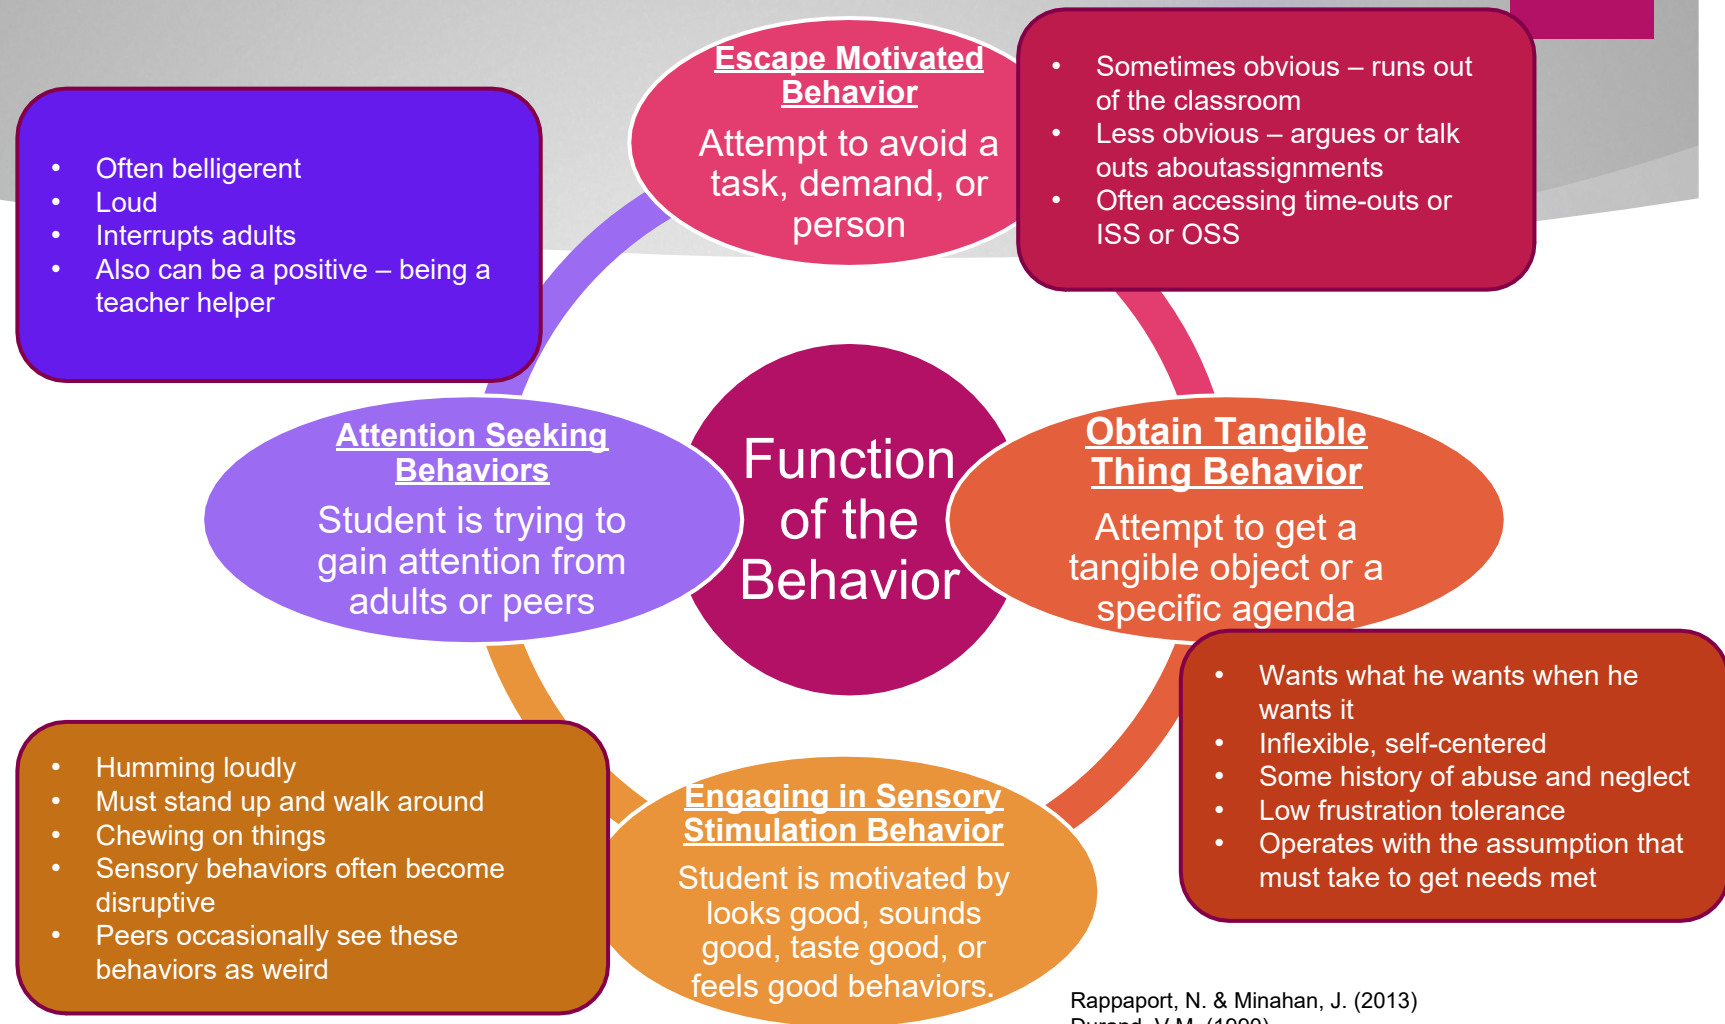 Escape Motivated
Behavior
Attempt to avoid a
task, demand, or
person
• Sometimes obvious – runs out
of the classroom
• Less obvious – argues or talk
outs aboutassignments
• Often accessing time-outs or
ISS or OSS
• Often belligerent
• Loud
• Interrupts adults
• Also can be a positive – being a
teacher helper
Attention Seeking
Behaviors
Student is trying to
gain attention from
adults or peers
Function
of the
Behavior
Obtain Tangible
Thing Behavior
Attempt to get a
tangible object or a
specific agenda
• Wants what he wants when he
wants it
• Inflexible, self-centered
• Some history of abuse and neglect
• Low frustration tolerance
• Operates with the assumption that
must take to get needs met
• Humming loudly
• Must stand up and walk around
• Chewing on things
• Sensory behaviors often become
disruptive
• Peers occasionally see these
behaviors as weird
Engaging in Sensory
Stimulation Behavior
Student is motivated by
looks good, sounds
good, taste good, or
feels good behaviors.
Rappaport, N. & Minahan, J. (2013)
Durand, V.M. (1990)